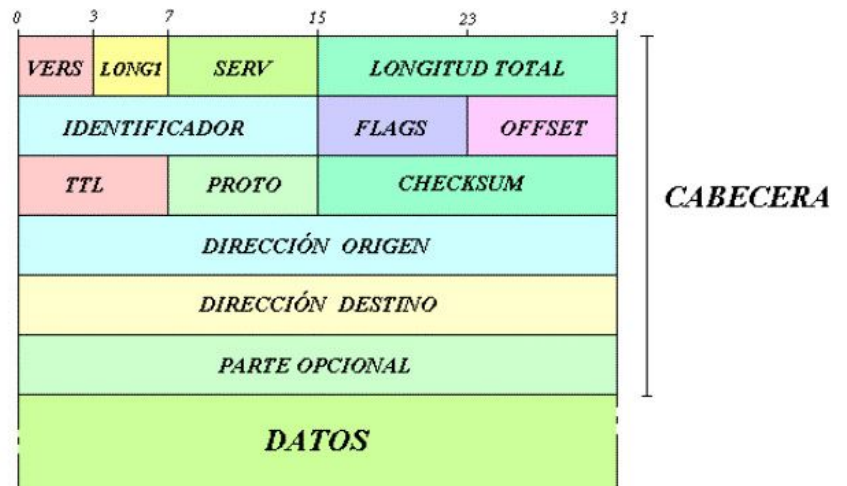 0 3 7 15 23 31
VERS LONG1 SERV LONGITUD TOTAL
IDENTIFICADOR FLAGS OFFSET
TTL PROTO CHECKSUM
CABECERA
DIRECCIÓN ORIGEN
DIRECCIÓN DESTINO
PARTE OPCIONAL
DATOS